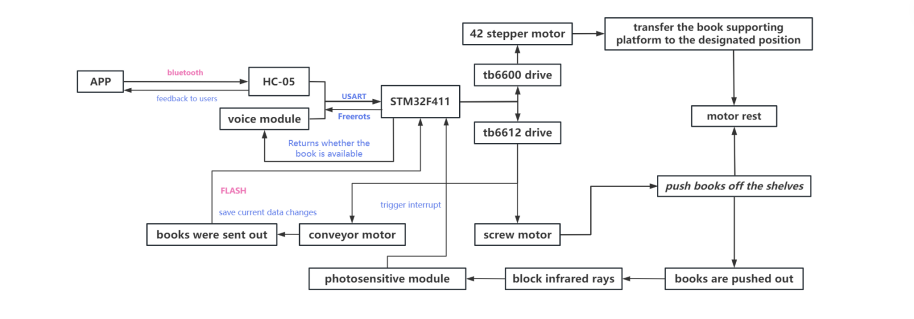 42 stepper motor
transfer the book supporting
platform to the designated position
APP
bluetooth
feedback to users
HC-05
tb6600 drive
USART
Freerots
STM32F411
voice module
tb6612 drive
motor rest
Returns whether the
book is available
FLASH
save current data changes
trigger interrupt
push books off the shelves
books were sent out
conveyor motor
screw motor
photosensitive module
block infrared rays
books are pushed out